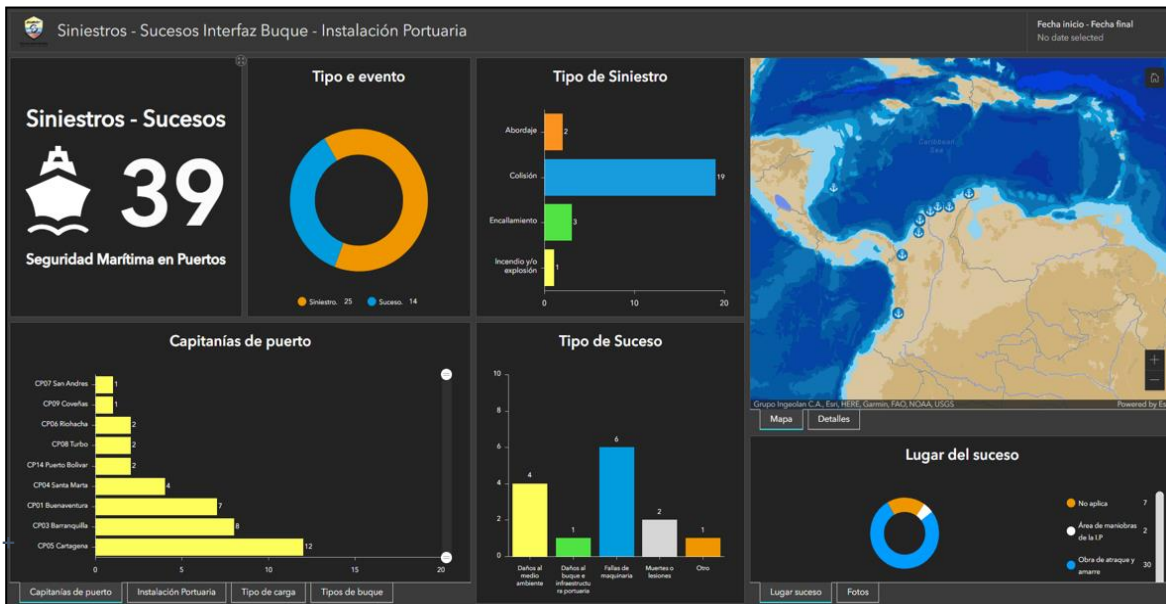 Siniestros - Sucesos Interfaz Buque - Instalación Portuaria
Fecha inicio - Fecha final
No date selected
Siniestros - Sucesos
39
Seguridad Marítima en Puertos
Tipo e evento
Siniestro. 25
Suceso. 14
Tipo de Siniestro
Abordaje
2
Colisión
19
Encallamiento
3
Incendio y/o
explosión
1
0 10 20
Caribbean
Sea
Grupo Ingeolan C.A., Esri, HERE, Garmin, FAO, NOAA, USGS
Powered by Es
Mapa
Detalles
Capitanías de puerto
CP07 San Andres 1
CP09 Coveñas 1
CP06 Riohacha 2
CP08 Turbo 2
CP14 Puerto Bolivar 2
CP04 Santa Marta 4
CP01 Buenaventura 7
CP03 Barranquilla 8
CP05 Cartagena 12
0 5 10 15 20
Capitanías de puerto
Instalación Portuaria
Tipo de carga
Tipos de buque
Tipo de Suceso
10
8
6
4
2
0
4
1
6
2
1
Daños al
medio
ambiente
Daños al
buque e
infraestructu
re portuaria
Fallas de
maquinaria
Muertes o
lesiones
Otro
Lugar del suceso
No aplica 7
Área de maniobras
de la I.P 2
Obra de atraque y
amarre 30
Lugar suceso
Fotos